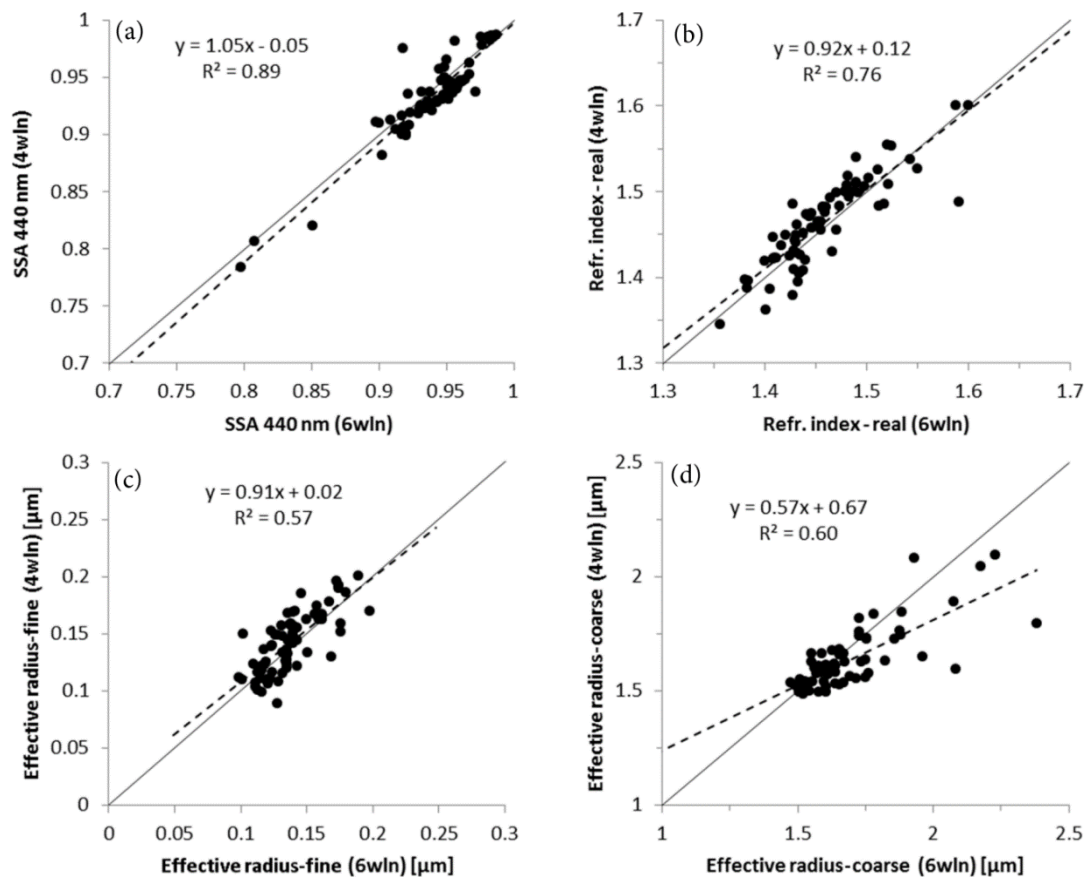 (a)
y = 1.05x - 0.05
R² = 0.89
SSA 440 nm (4wln)
1
0.95
0.9
0.85
0.8
0.75
0.7
0.7 0.75 0.8 0.85 0.9 0.95 1
SSA 440 nm (6wln)
(b)
y = 0.92x + 0.12
R² = 0.76
Refr. index-real (4wln)
1.7
1.6
1.5
1.4
1.3
1.3 1.4 1.5 1.6 1.7
Refr. index-real (6wln)
(c)
y = 0.91x + 0.02
R² = 0.57
Effective radius-fine (4wln) [µm]
0.3
0.25
0.2
0.15
0.1
0.05
0
0 0.05 0.1 0.15 0.2 0.25 0.3
Effective radius-fine (6wln) [µm]
(d)
y = 0.57x + 0.67
R² = 0.60
Effective radius-coarse (4wln) [µm]
2.5
2
1.5
1
1 1.5 2 2.5
Effective radius-coarse (6wln) [µm]